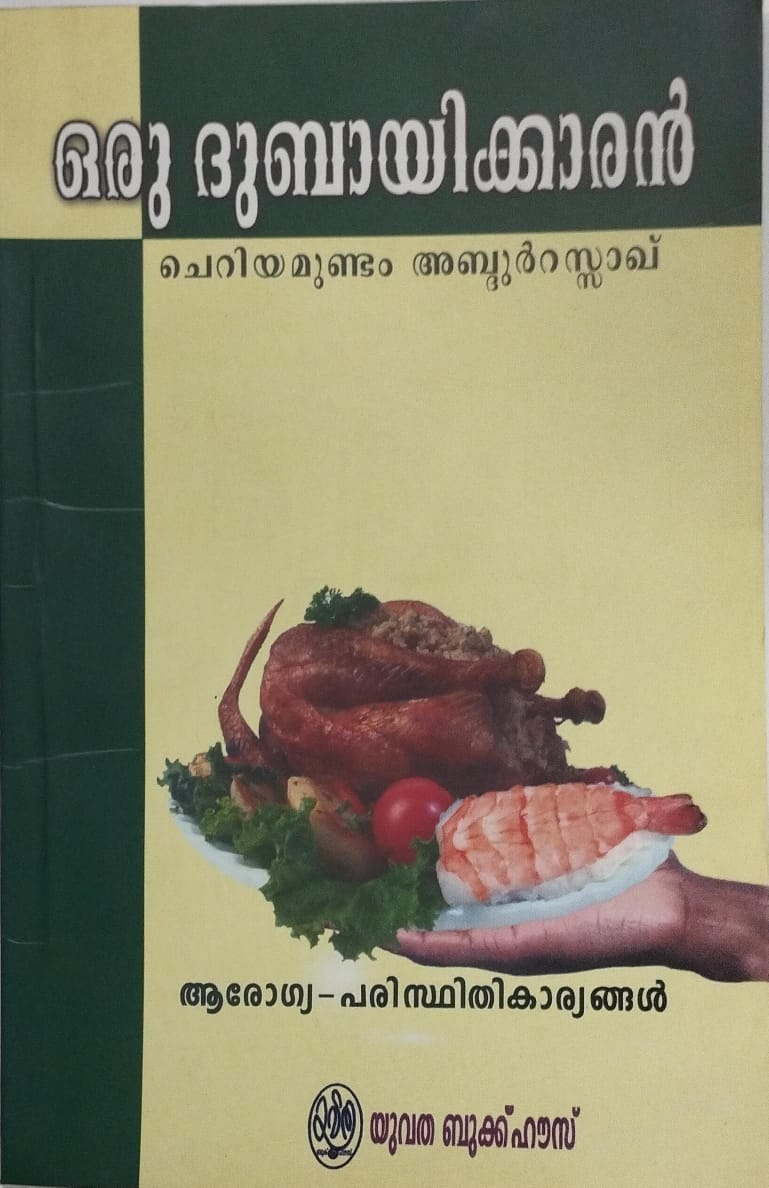 ഒരു ദുബായിക്കാരൻ
ചെറിയമുണ്ടം അബ്ദുർറസ്സാഖ്
ആരോഗ്യ-പരിസ്ഥിതികാര്യങ്ങൾ
യുവത ബുക്ക്ഹൗസ്